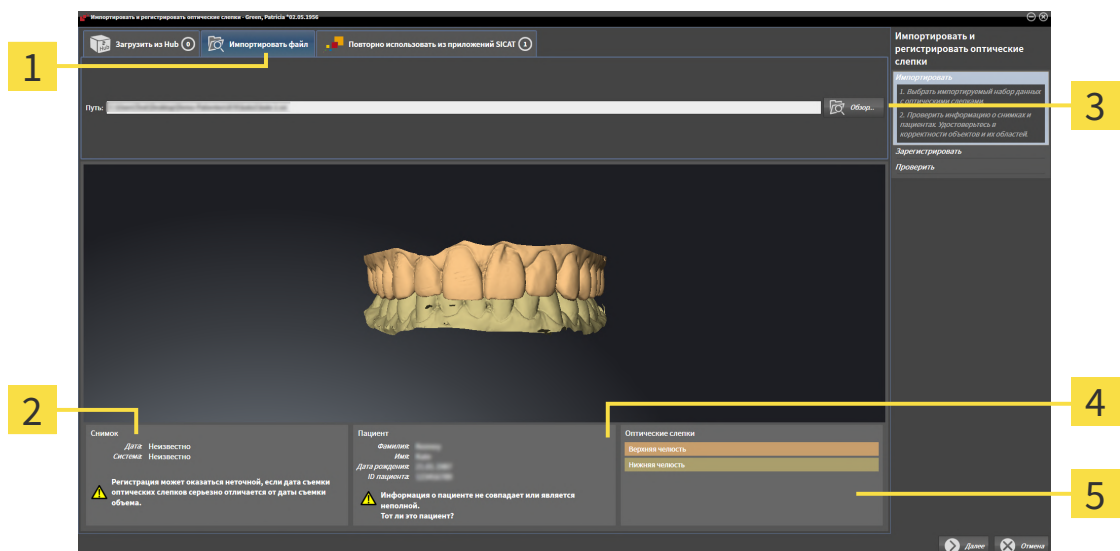 Импортировать и регистрировать оптические слепки - Green, Patricia *02.05.1956
Загрузить из Hub 0
Импортировать файл
Повторно использовать из приложений SICAT 1
Путь:
Обзор...
Импортировать и
регистрировать оптические
слепки
Импортировать
1. Выбрать импортируемый набор данных
с оптическими слепками.
2. Проверить информацию о снимках и
пациентах. Удостоверьтесь в
корректности объектов и их областей.
Зарегистрировать
Проверить
1
3
2
4
5
Снимок
Дата: Неизвестно
Система: Неизвестно
Регистрация может оказаться неточной, если дата съемки
оптических слепков серьезно отличается от даты съемки
объема.
Пациент
Фамилия:
Имя:
Дата рождения:
ID пациента:
Информация о пациенте не совпадает или является
неполной.
Тот ли это пациент?
Оптические слепки
Верхняя челюсть
Нижняя челюсть
Далее
Отмена